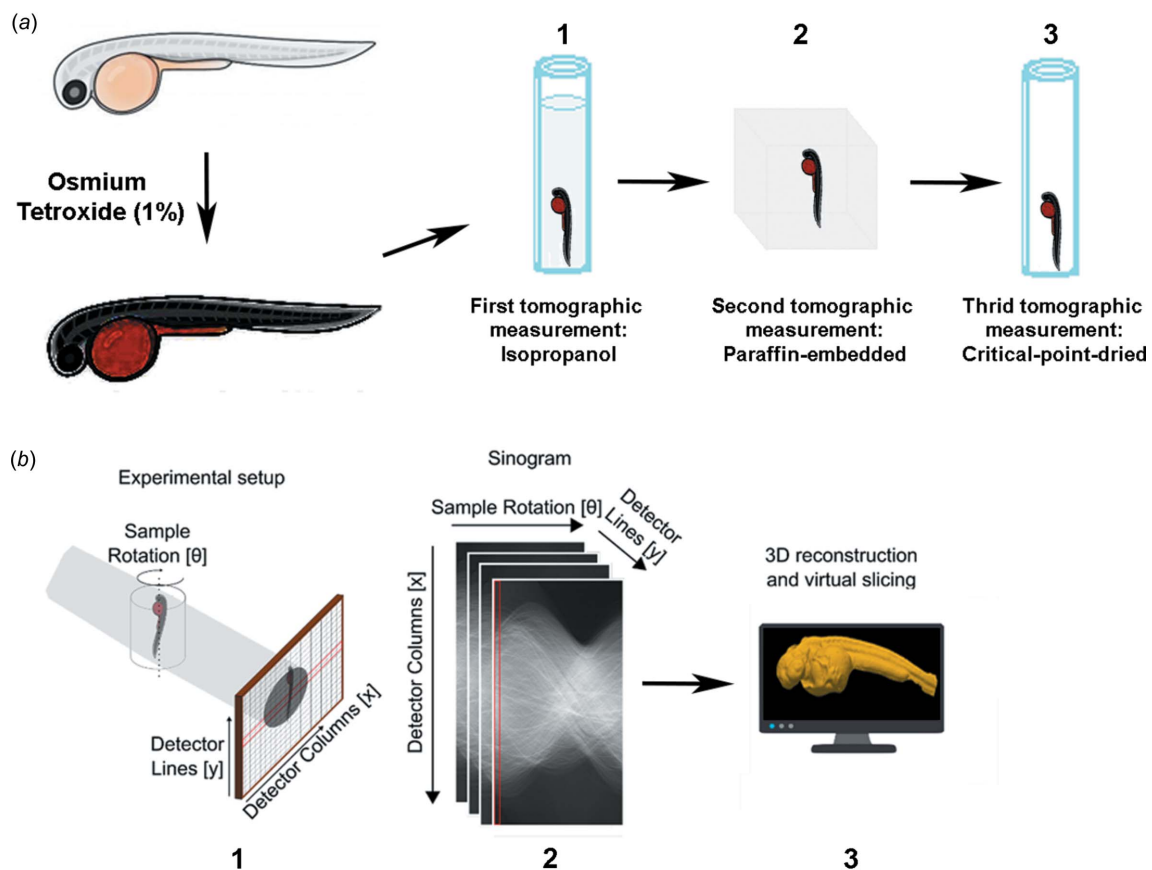 (a)
1
2
3
Osmium
Tetroxide (1%)
First tomographic
measurement:
Isopropanol
Second tomographic
measurement:
Paraffin-embedded
Thrid tomographic
measurement:
Critical-point-dried
(b)
Experimental setup
Sample
Rotation [θ]
Detector
Lines [y]
Detector Columns [x]
1
Sinogram
Sample Rotation [θ]
Detector
Lines [y]
Detector Columns [x]
2
3D reconstruction
and virtual slicing
3